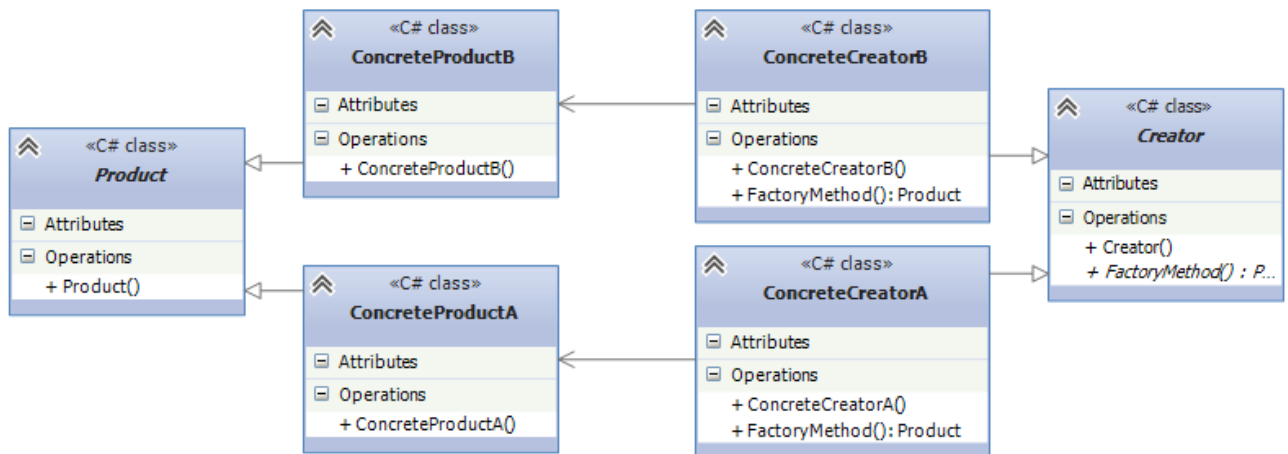 «C# class»
Product
Attributes
Operations
+ Product()
«C# class»
ConcreteProductB
Attributes
Operations
+ ConcreteProductB()
«C# class»
ConcreteProductA
Attributes
Operations
+ ConcreteProductA()
«C# class»
ConcreteCreatorB
Attributes
Operations
+ ConcreteCreatorB()
+ FactoryMethod(): Product
«C# class»
ConcreteCreatorA
Attributes
Operations
+ ConcreteCreatorA()
+ FactoryMethod(): Product
«C# class»
Creator
Attributes
Operations
+ Creator()
+ FactoryMethod() : P...